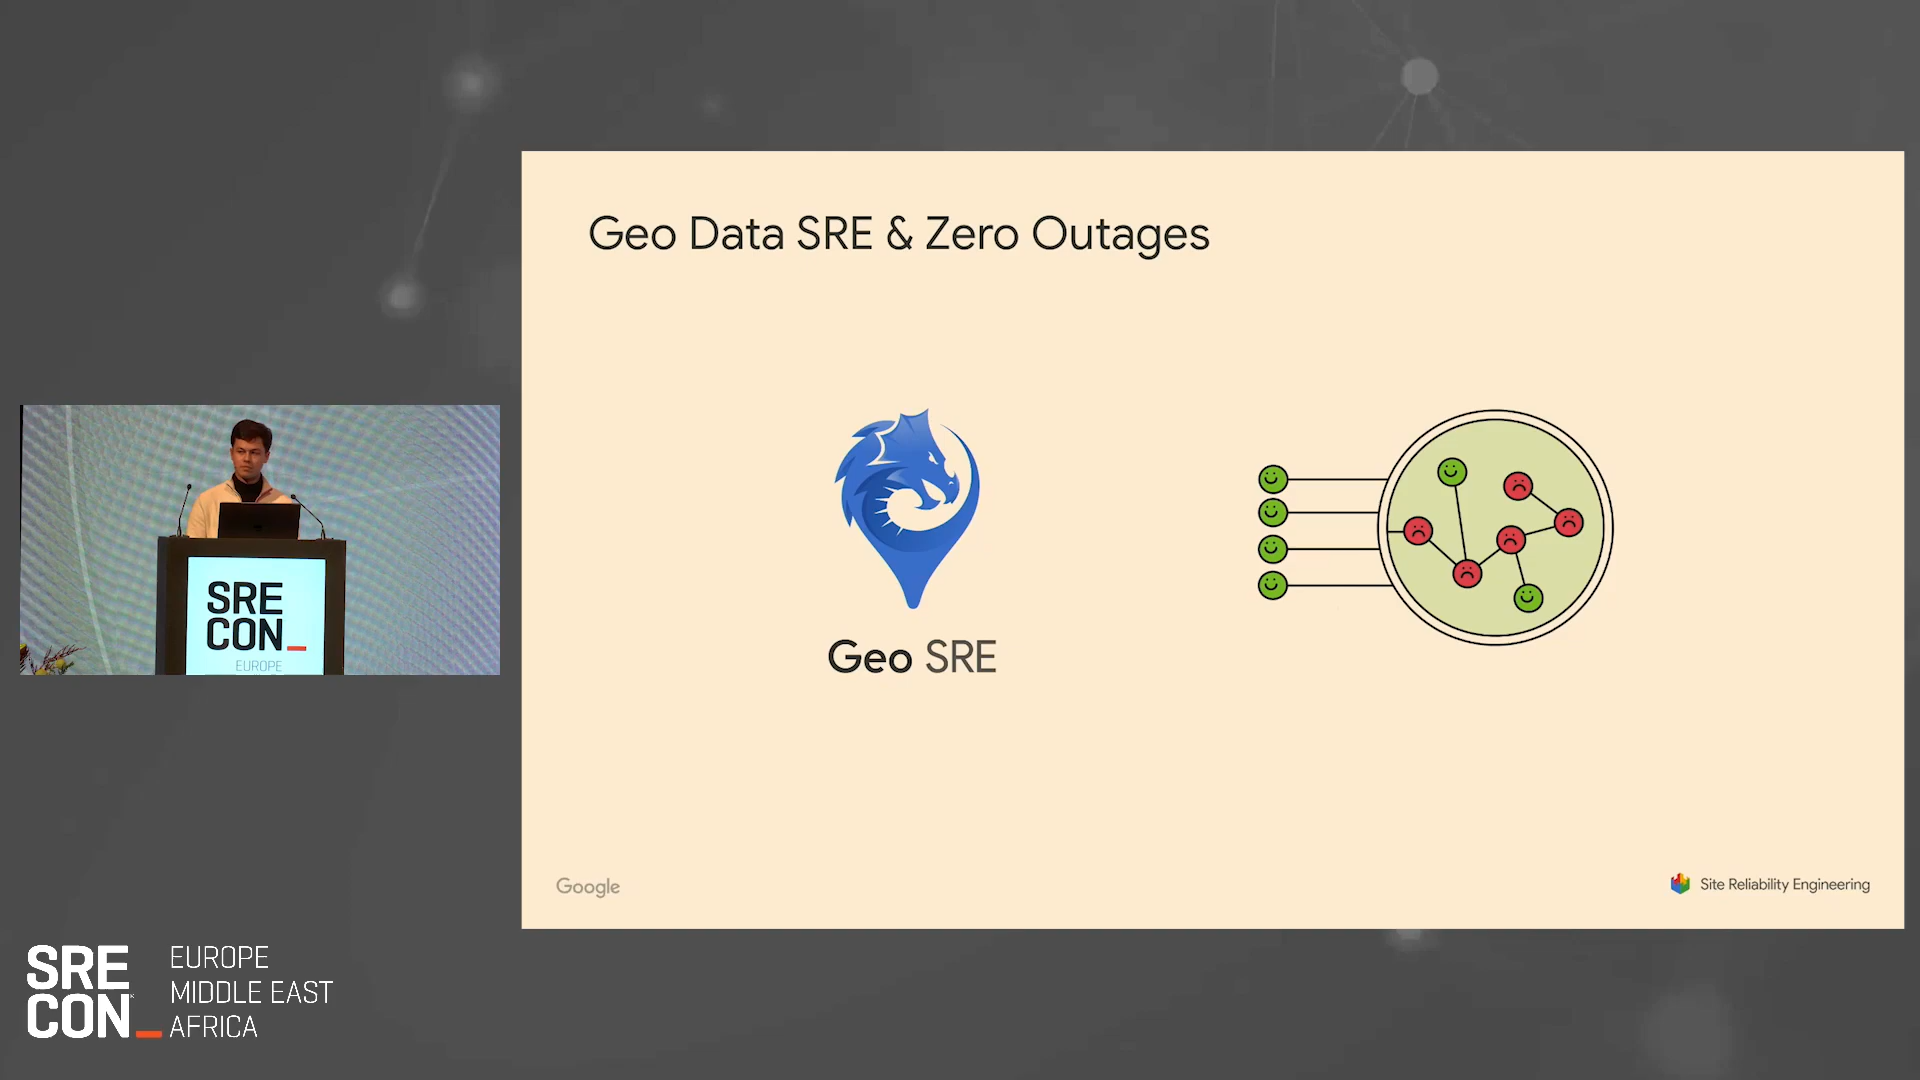 Geo Data SRE & Zero Outages
Geo SRE
Google
Site Reliability Engineering
SRE
CON_
EUROPE
SRE
CON_
EUROPE
MIDDLE EAST
AFRICA